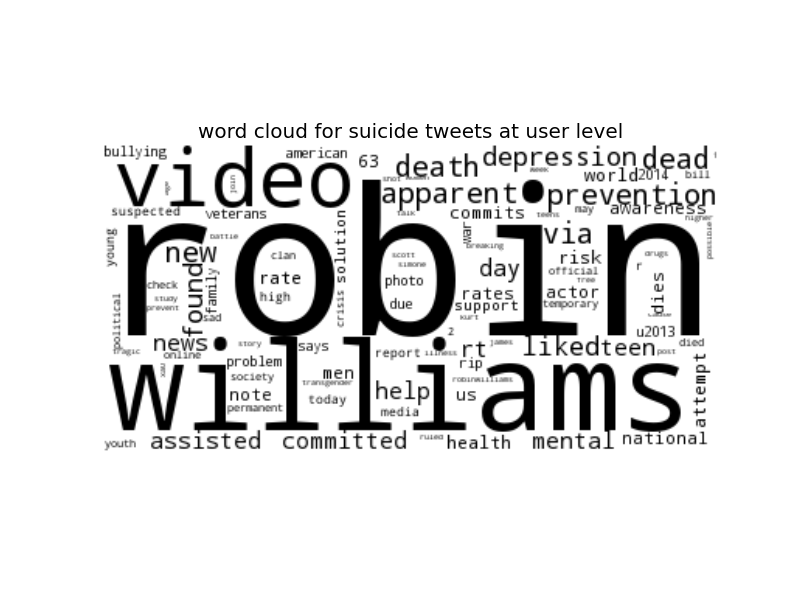 word cloud for suicide tweets at user level
bullying
american
63
death
depression
dead
video
apparent
prevention
world
2014
bill
week
join
suspected
veterans
talk
commits
teens
may
awareness
higher
robin
young
battle
new
clan
solution
war
breaking
via
possible
found
family
rate
high
scott
simone
photo
day
risk
official
free
drugs
r
check
study
prevent
sad
crisis
due
rates
support
kurt
actor
temporary
dies
political
2
u2013
news
story
says
rt
james
liked
teen
died
tragic
online
report
illness
post
williams
problem
society
men
transgender
rip
robinwilliams
note
permanent
today
help
media
us
attempt
youth
assisted
committed
ruled
health
mental
national